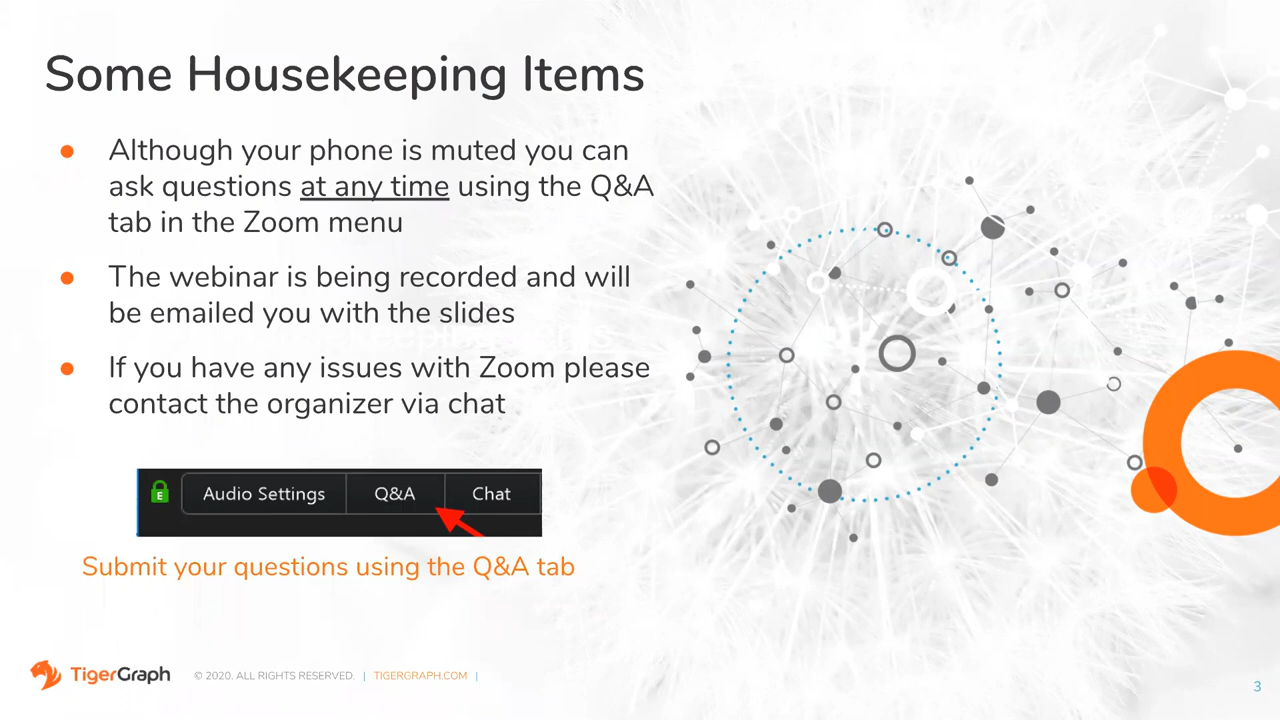 Some Housekeeping Items
● Although your phone is muted you can
ask questions at any time using the Q&A
tab in the Zoom menu
● The webinar is being recorded and will
be emailed you with the slides
● If you have any issues with Zoom please
contact the organizer via chat
E Audio Settings Q&A Chat
Submit your questions using the Q&A tab
TigerGraph © 2020. ALL RIGHTS RESERVED. | TIGERGRAPH.COM |
3